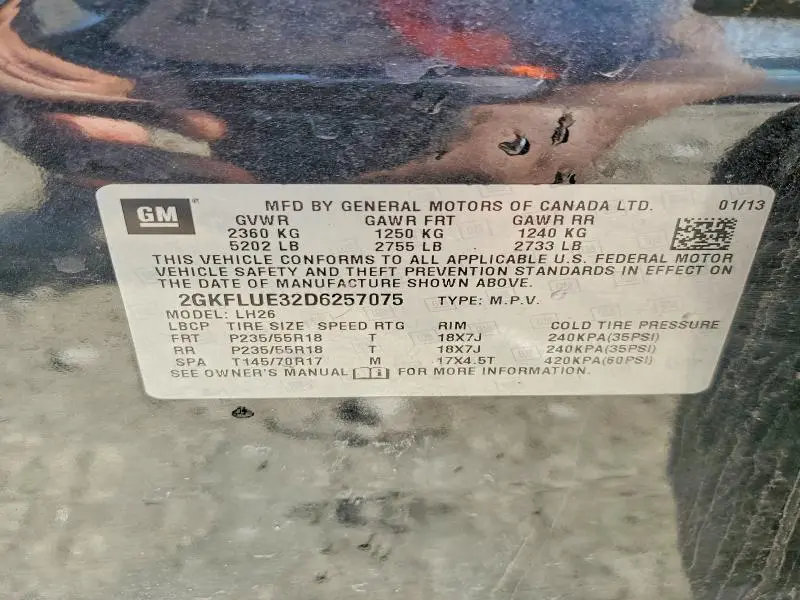 GM® MFD BY GENERAL MOTORS OF CANADA LTD. 01/13
GVWR GAWR FRT GAWR RR
2360 KG 1250 KG 1240 KG
5202 LB 2755 LB 2733 LB
THIS VEHICLE CONFORMS TO ALL APPLICABLE U.S. FEDERAL MOTOR
VEHICLE SAFETY AND THEFT PREVENTION STANDARDS IN EFFECT ON
THE DATE OF MANUFACTURE SHOWN ABOVE.
2GKFLUE32D6257075 TYPE: M.P.V.
MODEL: LH26
LBCP TIRE SIZE SPEED RTG RIM COLD TIRE PRESSURE
FRT P235/55R18 T 18X7J 240KPA(35PSI)
RR P235/55R18 T 18X7J 240KPA(35PSI)
SPA T145/70R17 M 17X4.5T 420KPA(60PSI)
SEE OWNER'S MANUAL FOR MORE INFORMATION.